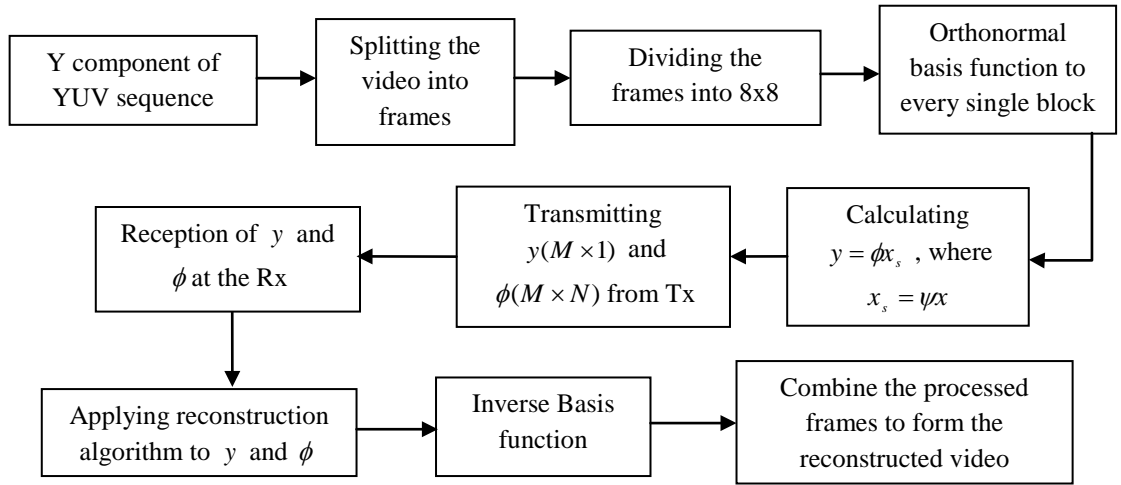 Y component of
YUV sequence
Splitting the
video into
frames
Dividing the
frames into 8x8
Orthonormal
basis function to
every single block
Calculating
y = ϕx_s , where
x_s = ψx
Transmitting
y(M × 1) and
ϕ(M × N) from Tx
Reception of y and
ϕ at the Rx
Applying reconstruction
algorithm to y and ϕ
Inverse Basis
function
Combine the processed
frames to form the
reconstructed video